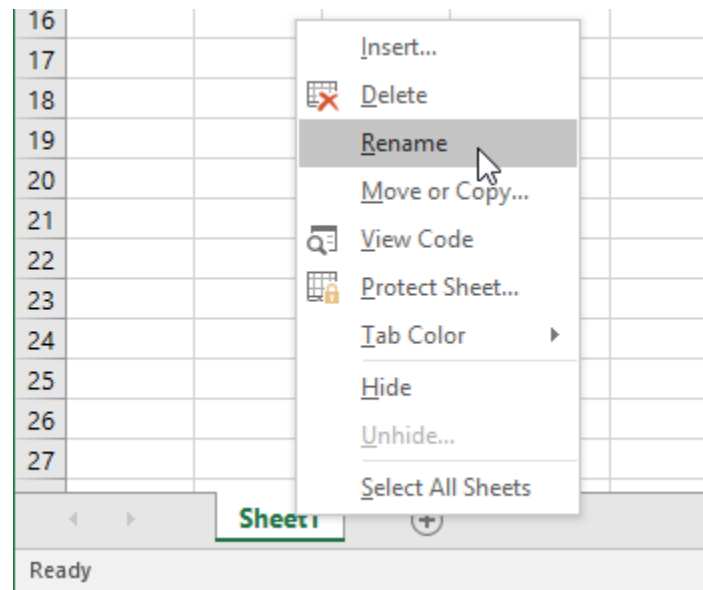 16
17
18
19
20
21
22
23
24
25
26
27
Insert...
Delete
Rename
Move or Copy...
View Code
Protect Sheet...
Tab Color
Hide
Unhide...
Select All Sheets
Sheet1
Ready